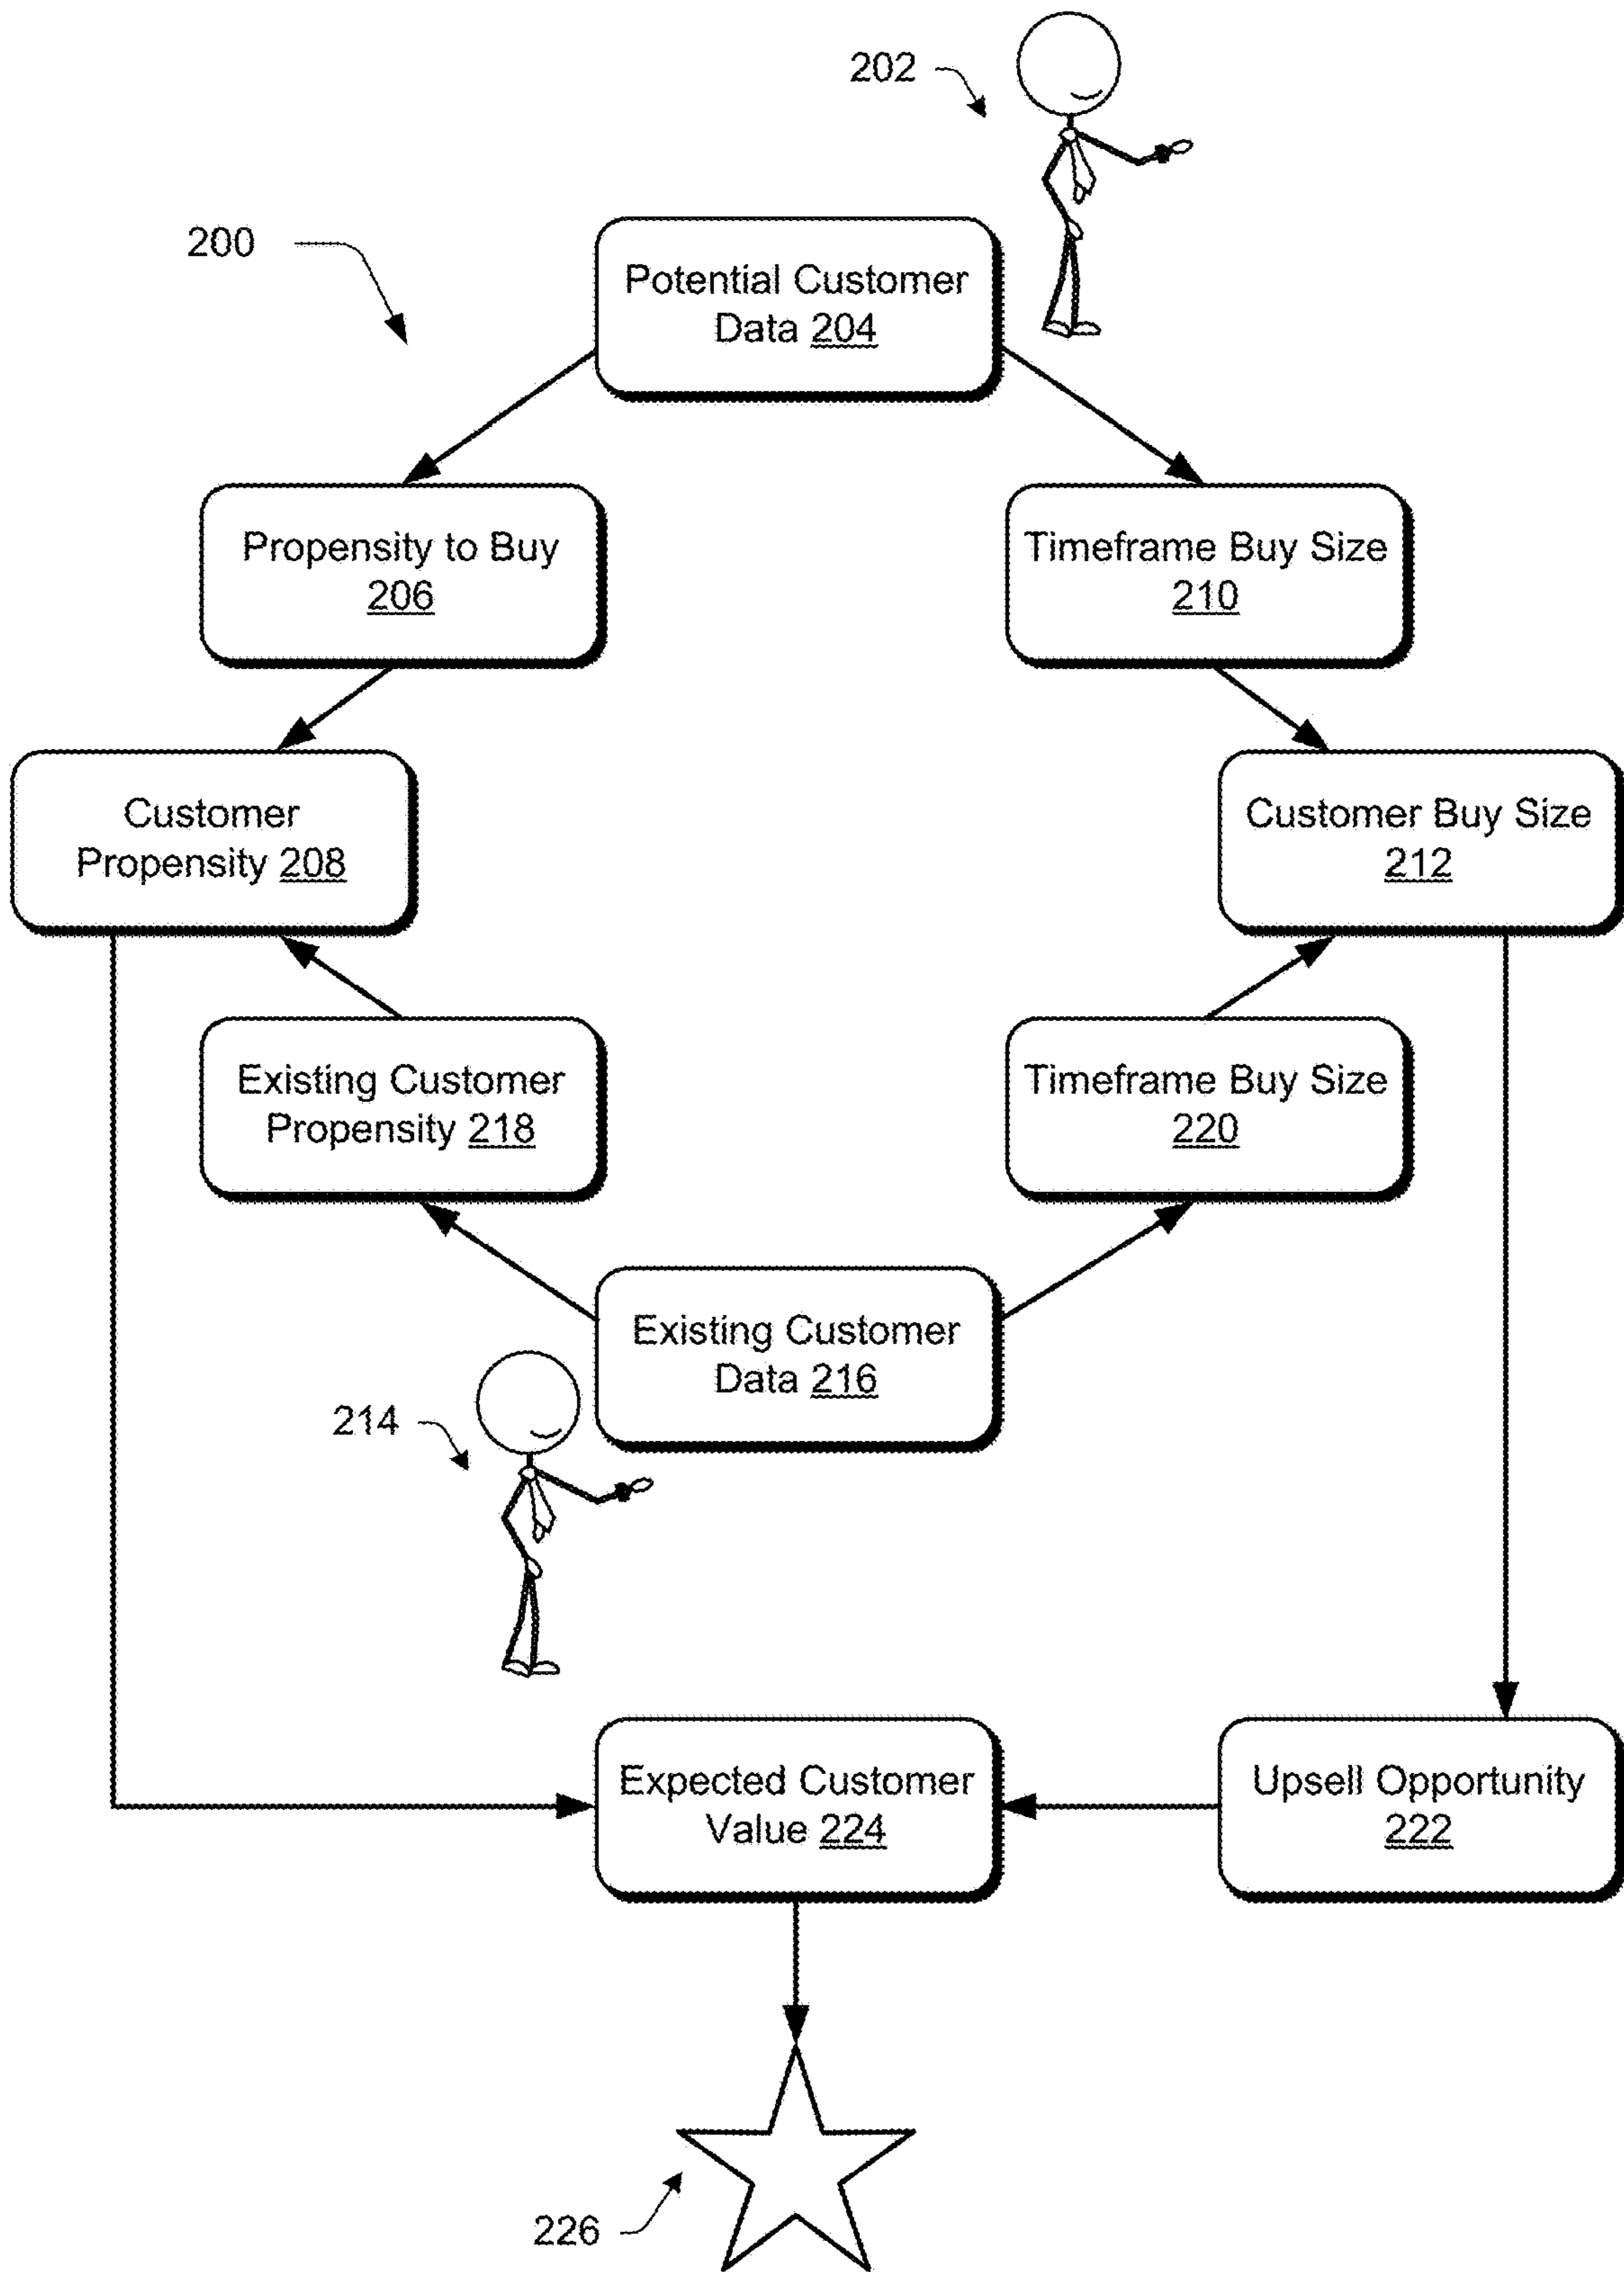 202
200
Potential Customer
Data 204
Propensity to Buy
206
Timeframe Buy Size
210
Customer
Propensity 208
Customer Buy Size
212
Existing Customer
Propensity 218
Timeframe Buy Size
220
Existing Customer
Data 216
214
Expected Customer
Value 224
Upsell Opportunity
222
226